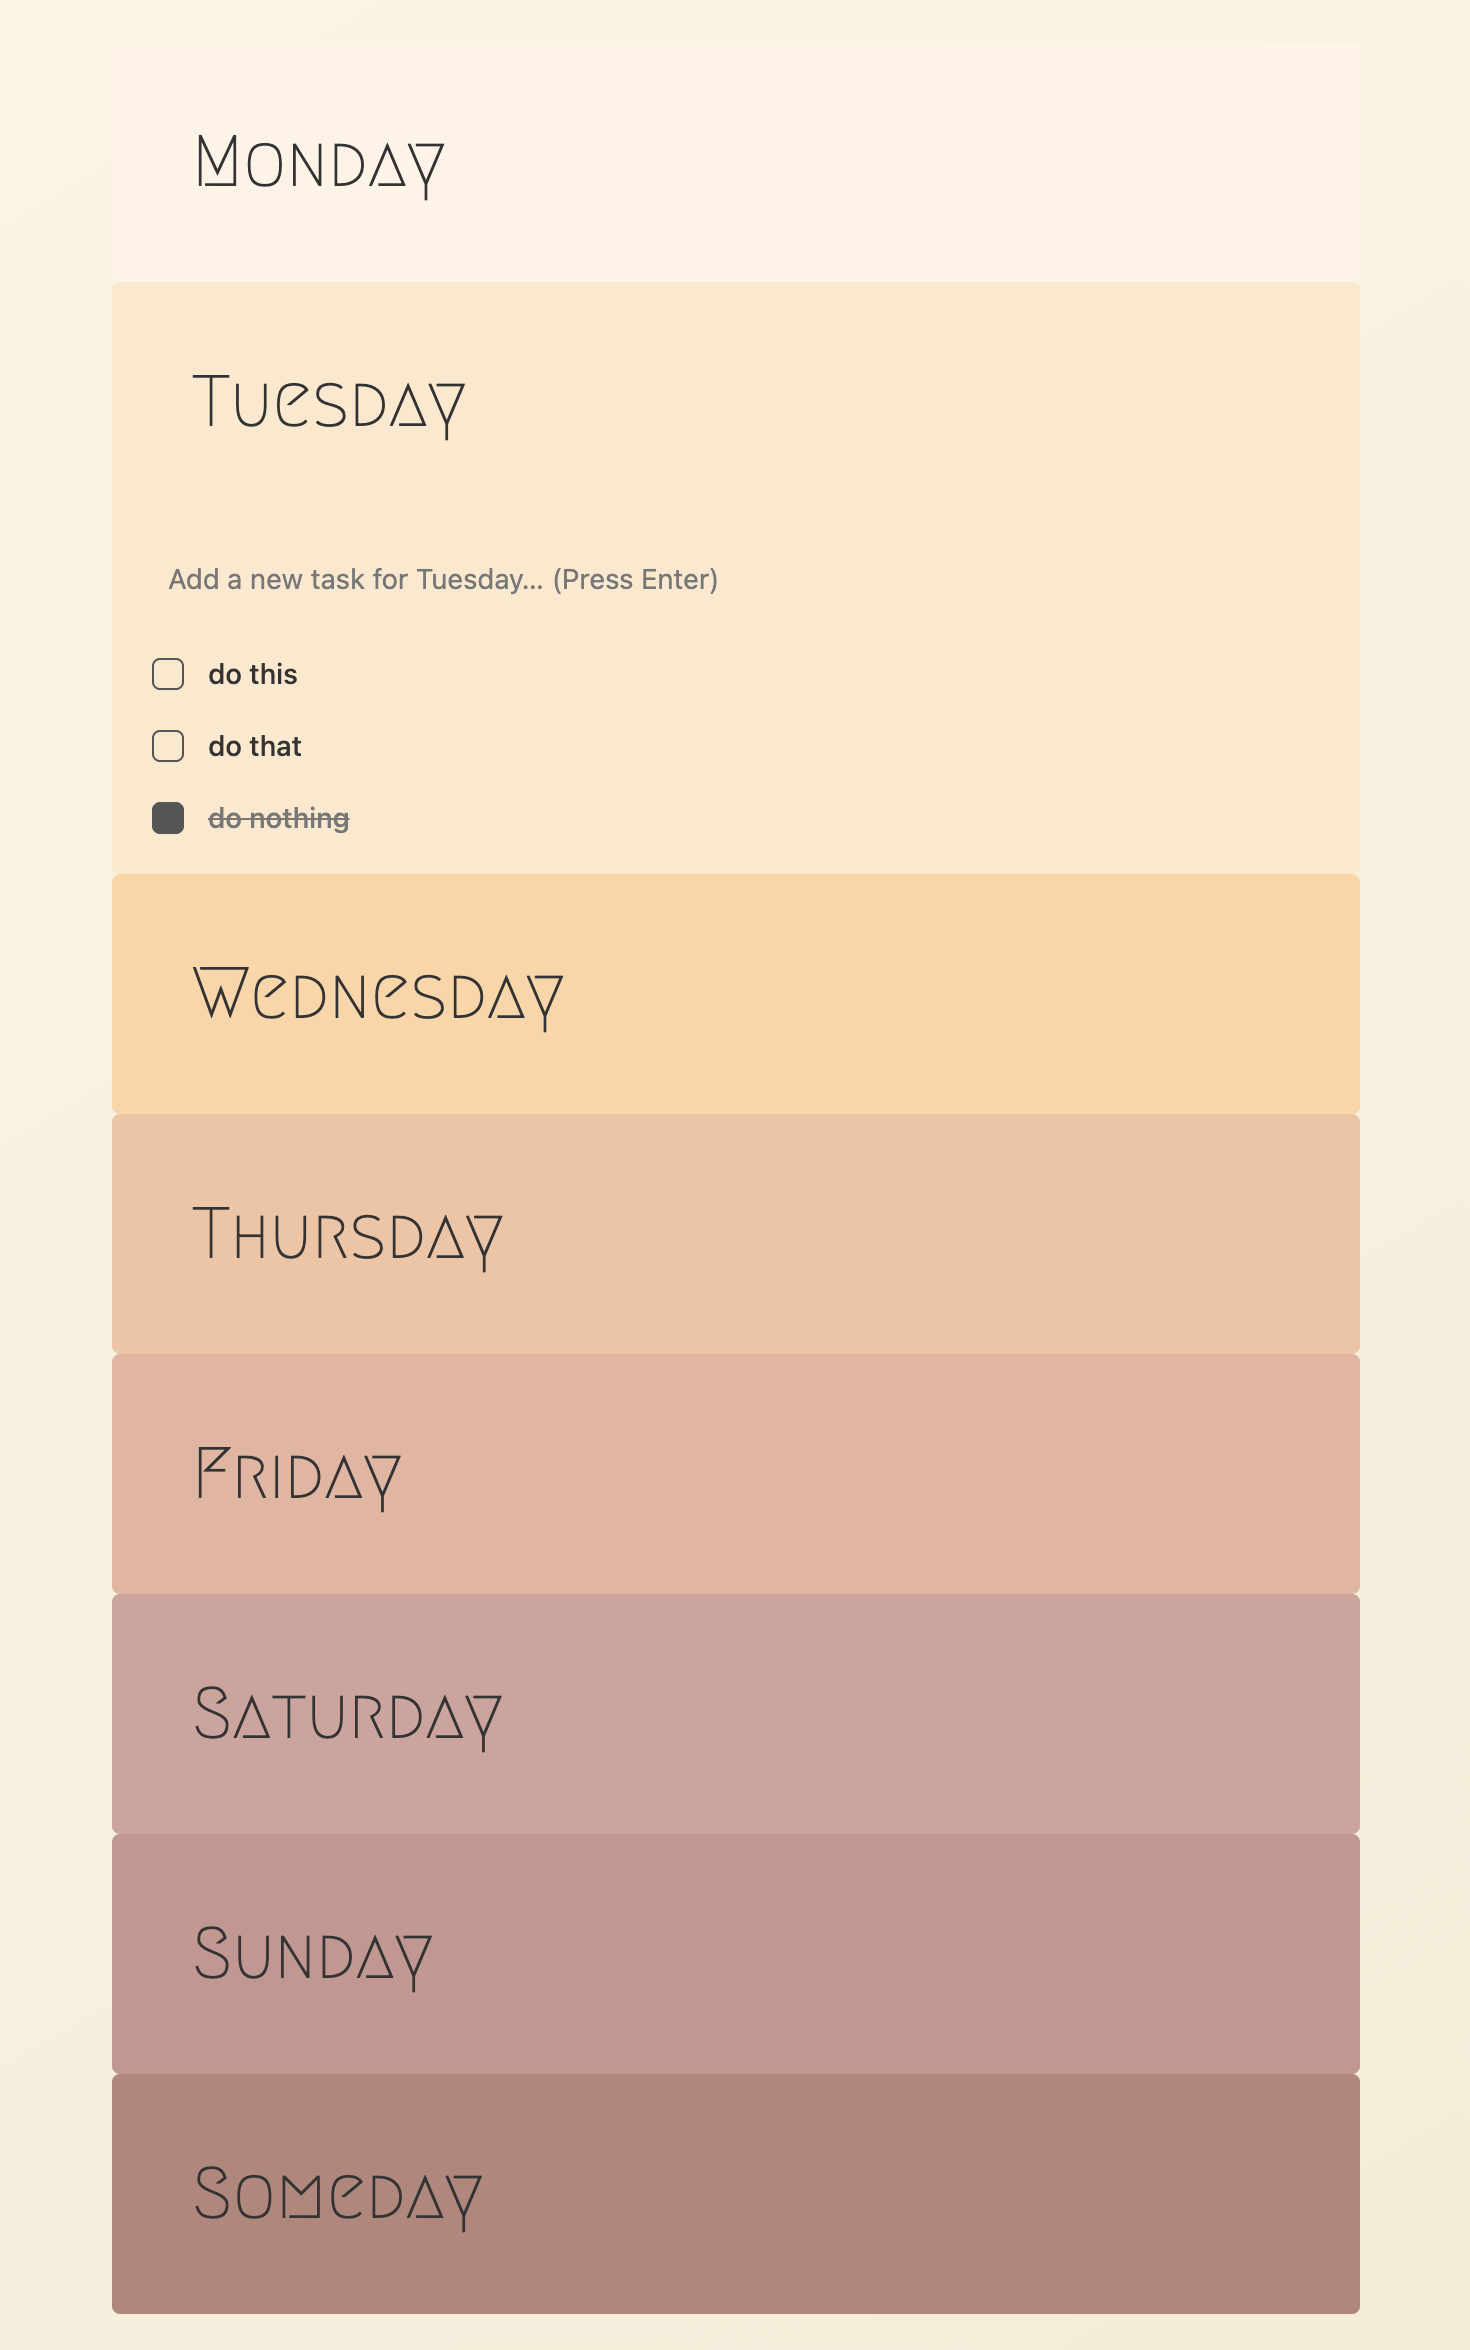 Monday
Tuesday
Add a new task for Tuesday... (Press Enter)
do this
do that
do nothing
Wednesday
Thursday
Friday
Saturday
Sunday
Someday